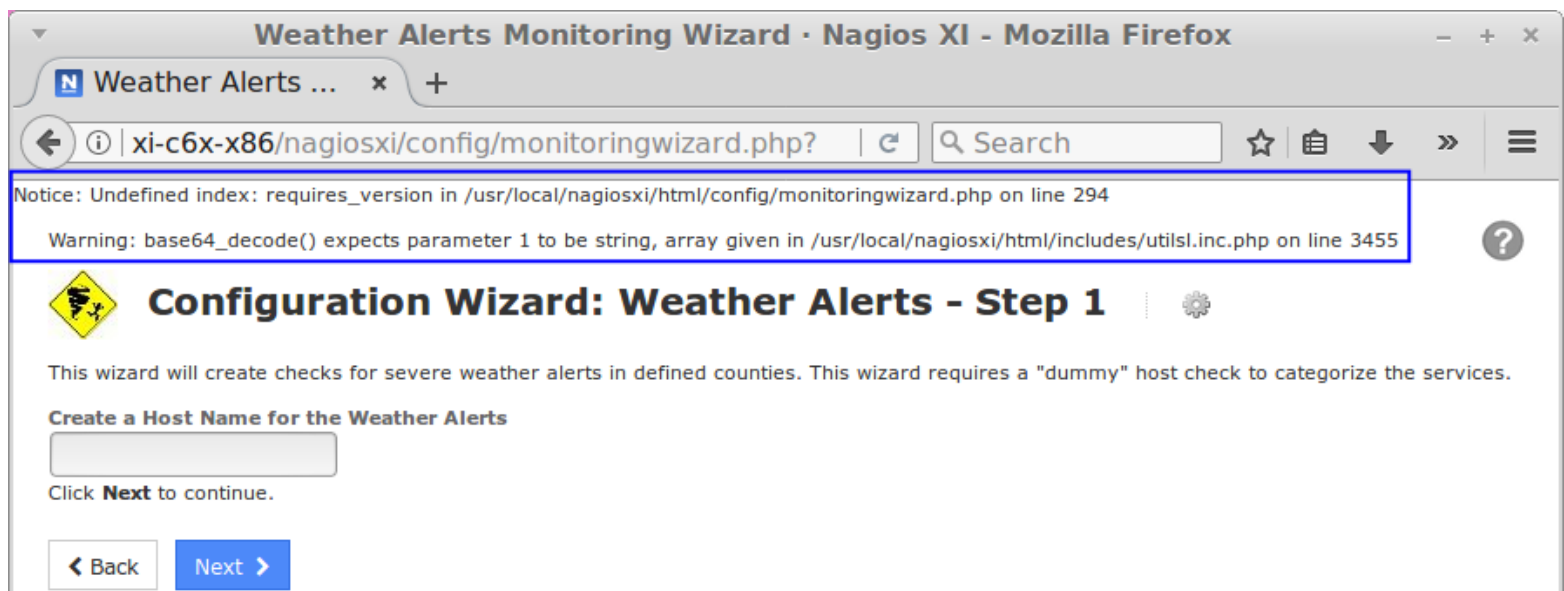 Weather Alerts Monitoring Wizard · Nagios XI - Mozilla Firefox
N Weather Alerts ...
xi-c6x-x86/nagiosxi/config/monitoringwizard.php?
Search
Notice: Undefined index: requires_version in /usr/local/nagiosxi/html/config/monitoringwizard.php on line 294
Warning: base64_decode() expects parameter 1 to be string, array given in /usr/local/nagiosxi/html/includes/utilsl.inc.php on line 3455
Configuration Wizard: Weather Alerts - Step 1
This wizard will create checks for severe weather alerts in defined counties. This wizard requires a "dummy" host check to categorize the services.
Create a Host Name for the Weather Alerts
Click Next to continue.
Back
Next